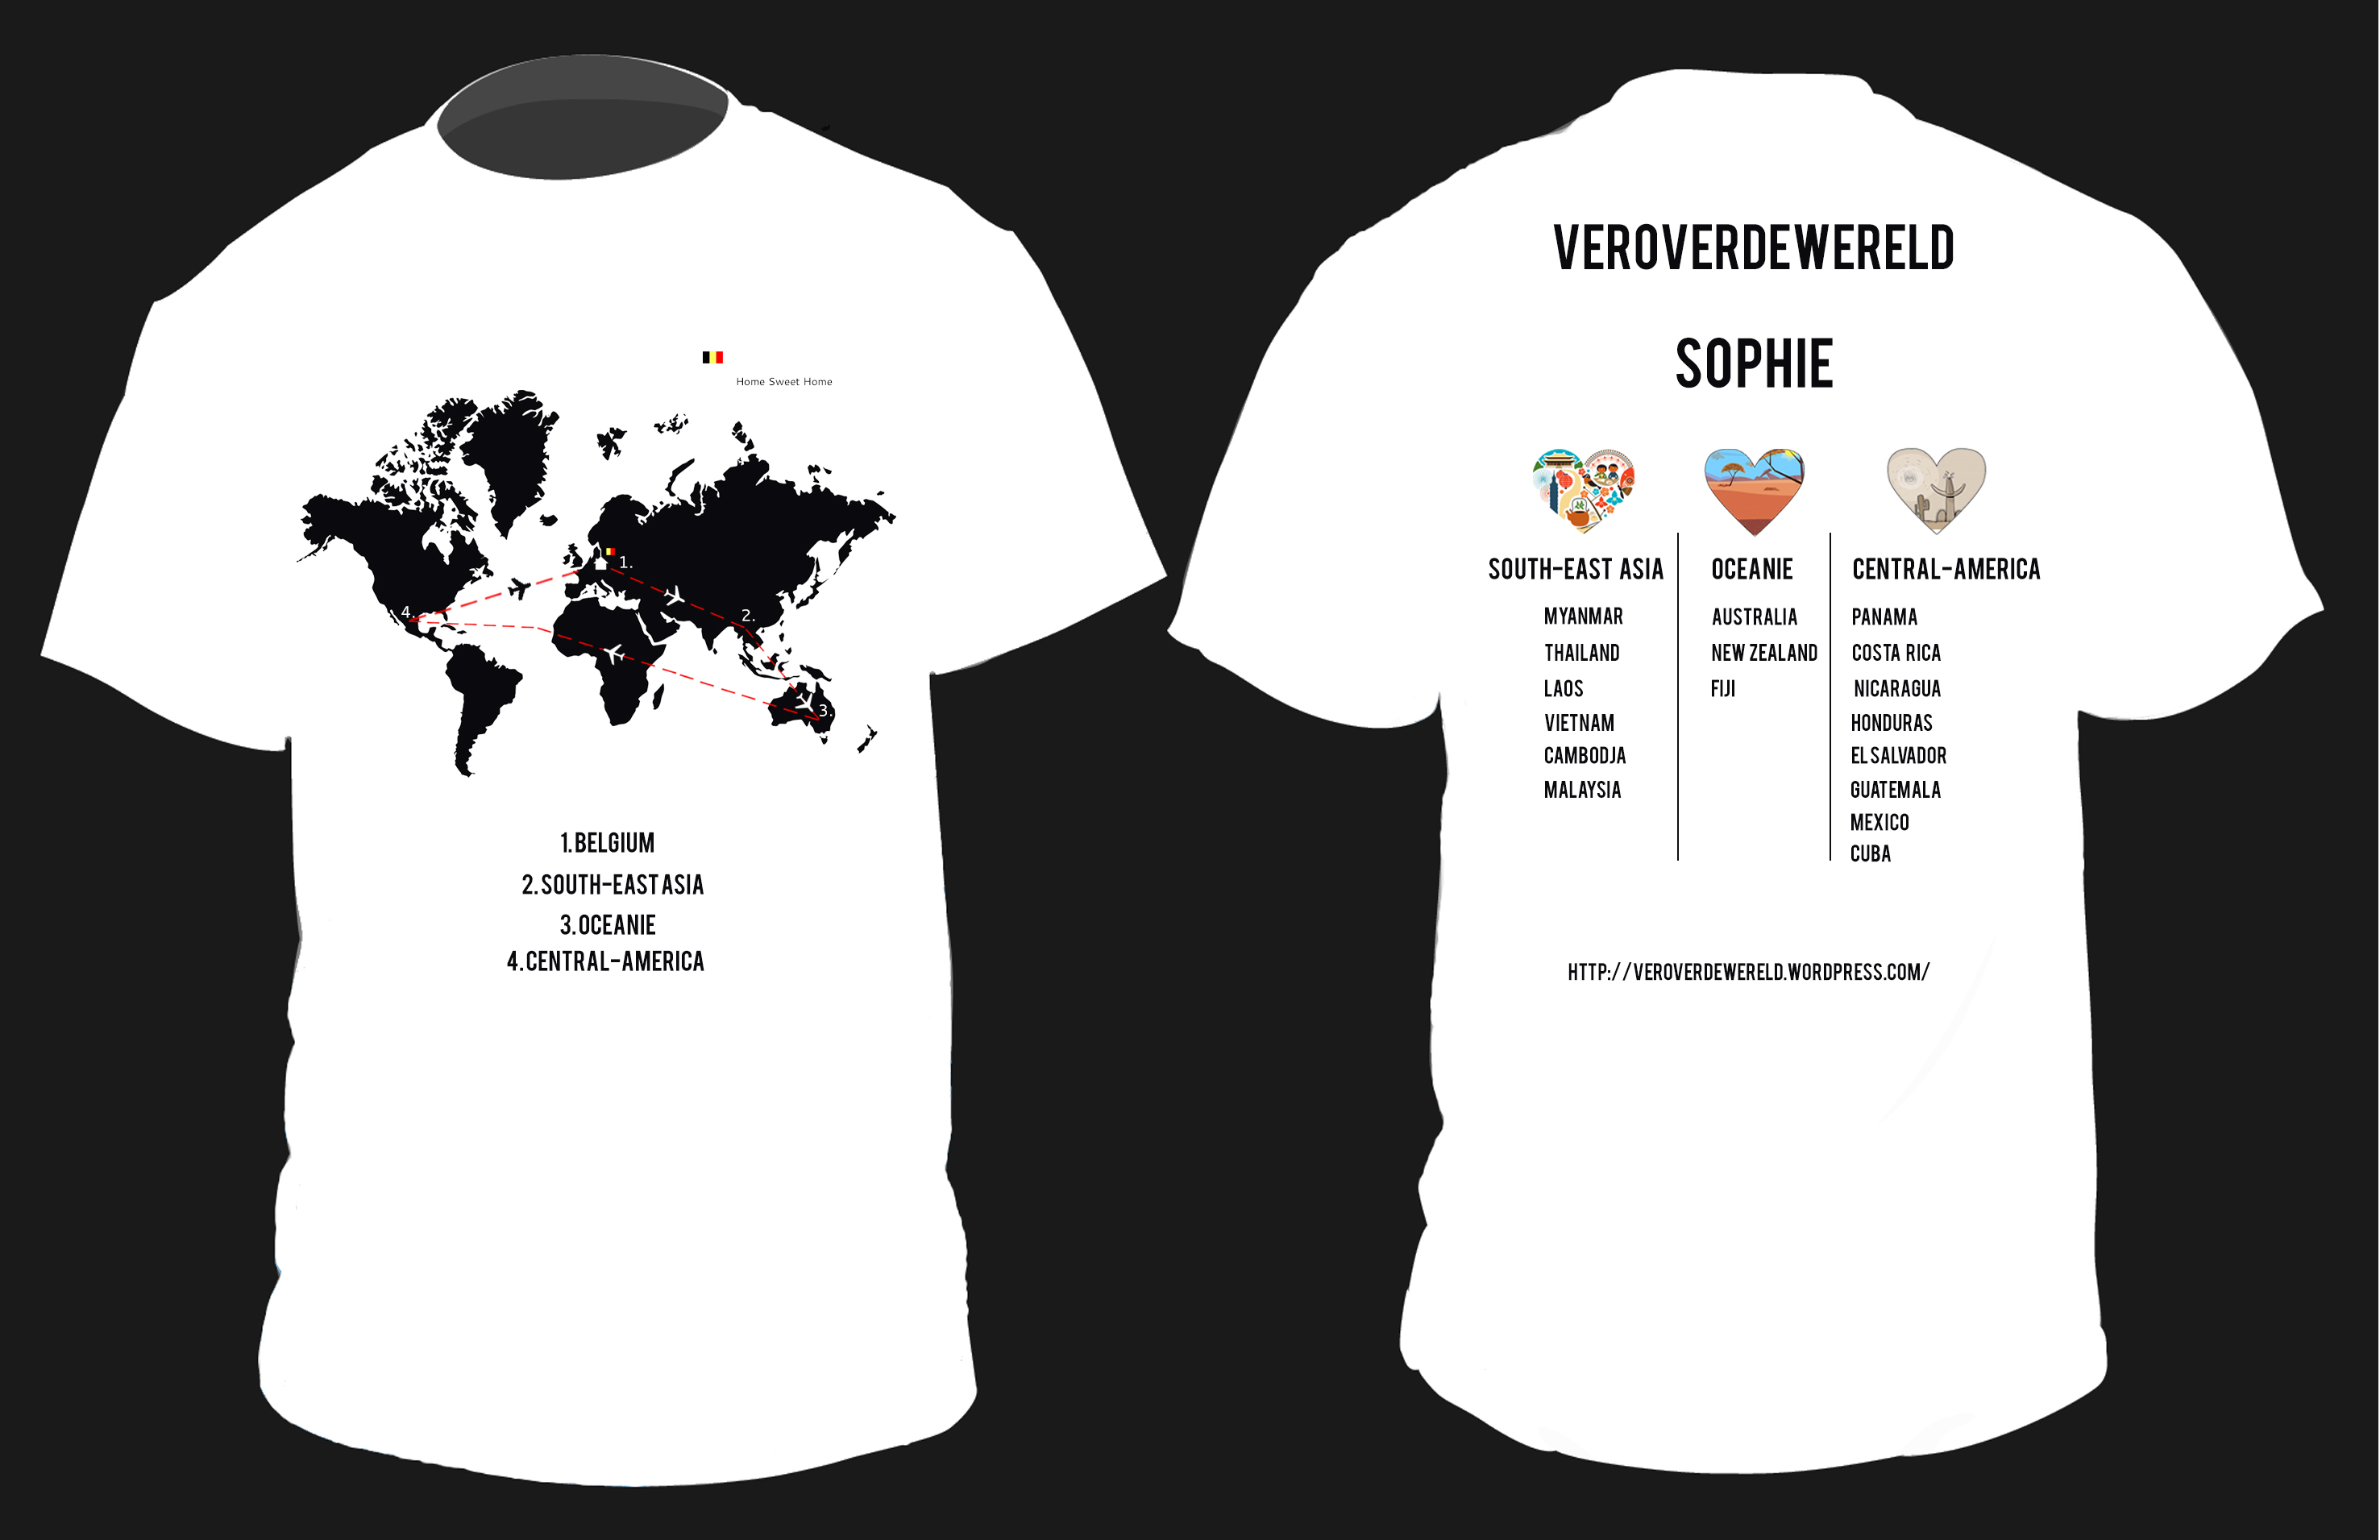 Home Sweet Home
1.
2.
3.
4.
1.BELGIUM
2.SOUTH-EAST ASIA
3.OCEANIE
4.CENTRAL-AMERICA
VEROVERDEWERELD
SOPHIE
SOUTH-EAST ASIA
MYANMAR
THAILAND
LAOS
VIETNAM
CAMBODJA
MALAYSIA
OCEANIE
AUSTRALIA
NEW ZEALAND
FIJI
CENTRAL-AMERICA
PANAMA
COSTA RICA
NICARAGUA
HONDURAS
EL SALVADOR
GUATEMALA
MEXICO
CUBA
HTTP://VEROVERDEWERELD.WORDPRESS.COM/